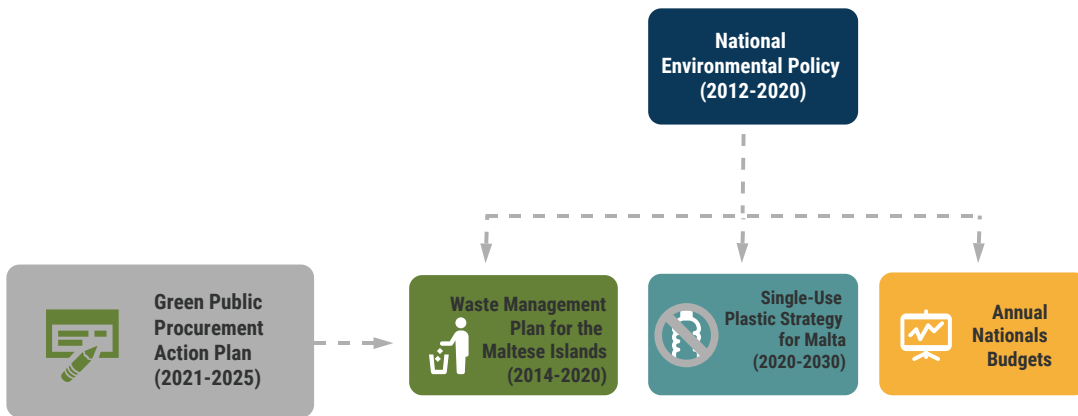 National
Environmental Policy
(2012-2020)
Green Public
Procurement
Action Plan
(2021-2025)
Waste Management
Plan for the
Maltese Islands
(2014-2020)
Single-Use
Plastic Strategy
for Malta
(2020-2030)
Annual
Nationals
Budgets